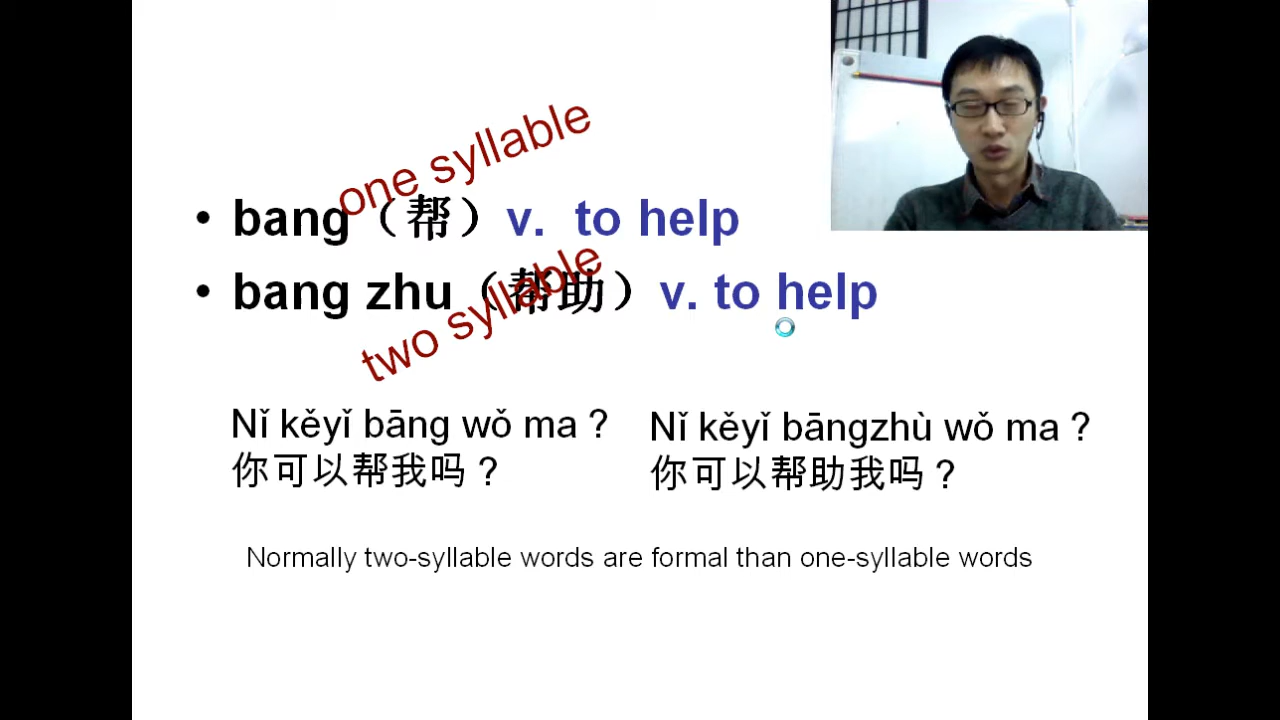 one syllable
• bang（帮）v. to help
two syllable
• bang zhu（帮助）v. to help
Nǐ kěyǐ bāng wǒ ma？
你可以帮我吗？
Nǐ kěyǐ bāngzhù wǒ ma？
你可以帮助我吗？
Normally two-syllable words are formal than one-syllable words